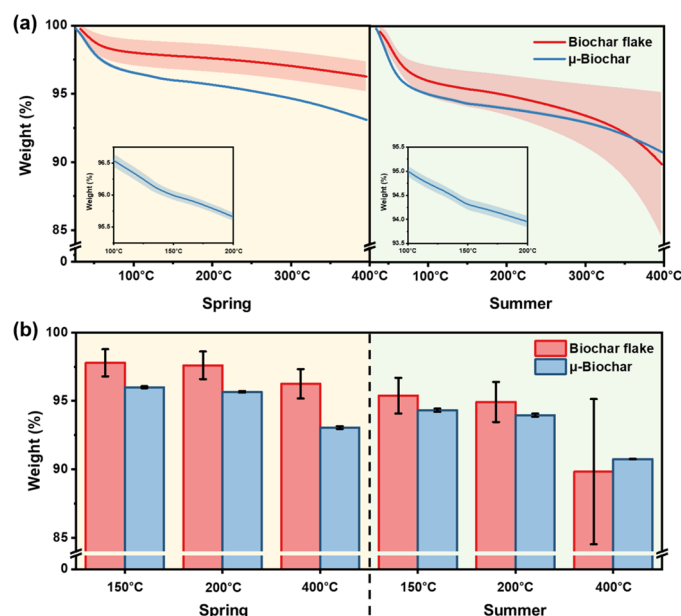 (a)
Weight (%)
100
95
90
85
0
Biochar flake
μ-Biochar
Weight (%)
96.5
96.0
95.5
100°C
150°C
200°C
Weight (%)
95.5
95.0
94.5
94.0
93.5
93.0
100°C
150°C
200°C
100°C
200°C
300°C
400°C
100°C
200°C
300°C
400°C
Spring
Summer
(b)
Weight (%)
100
95
90
85
0
Biochar flake
μ-Biochar
150°C
200°C
400°C
150°C
200°C
400°C
Spring
Summer